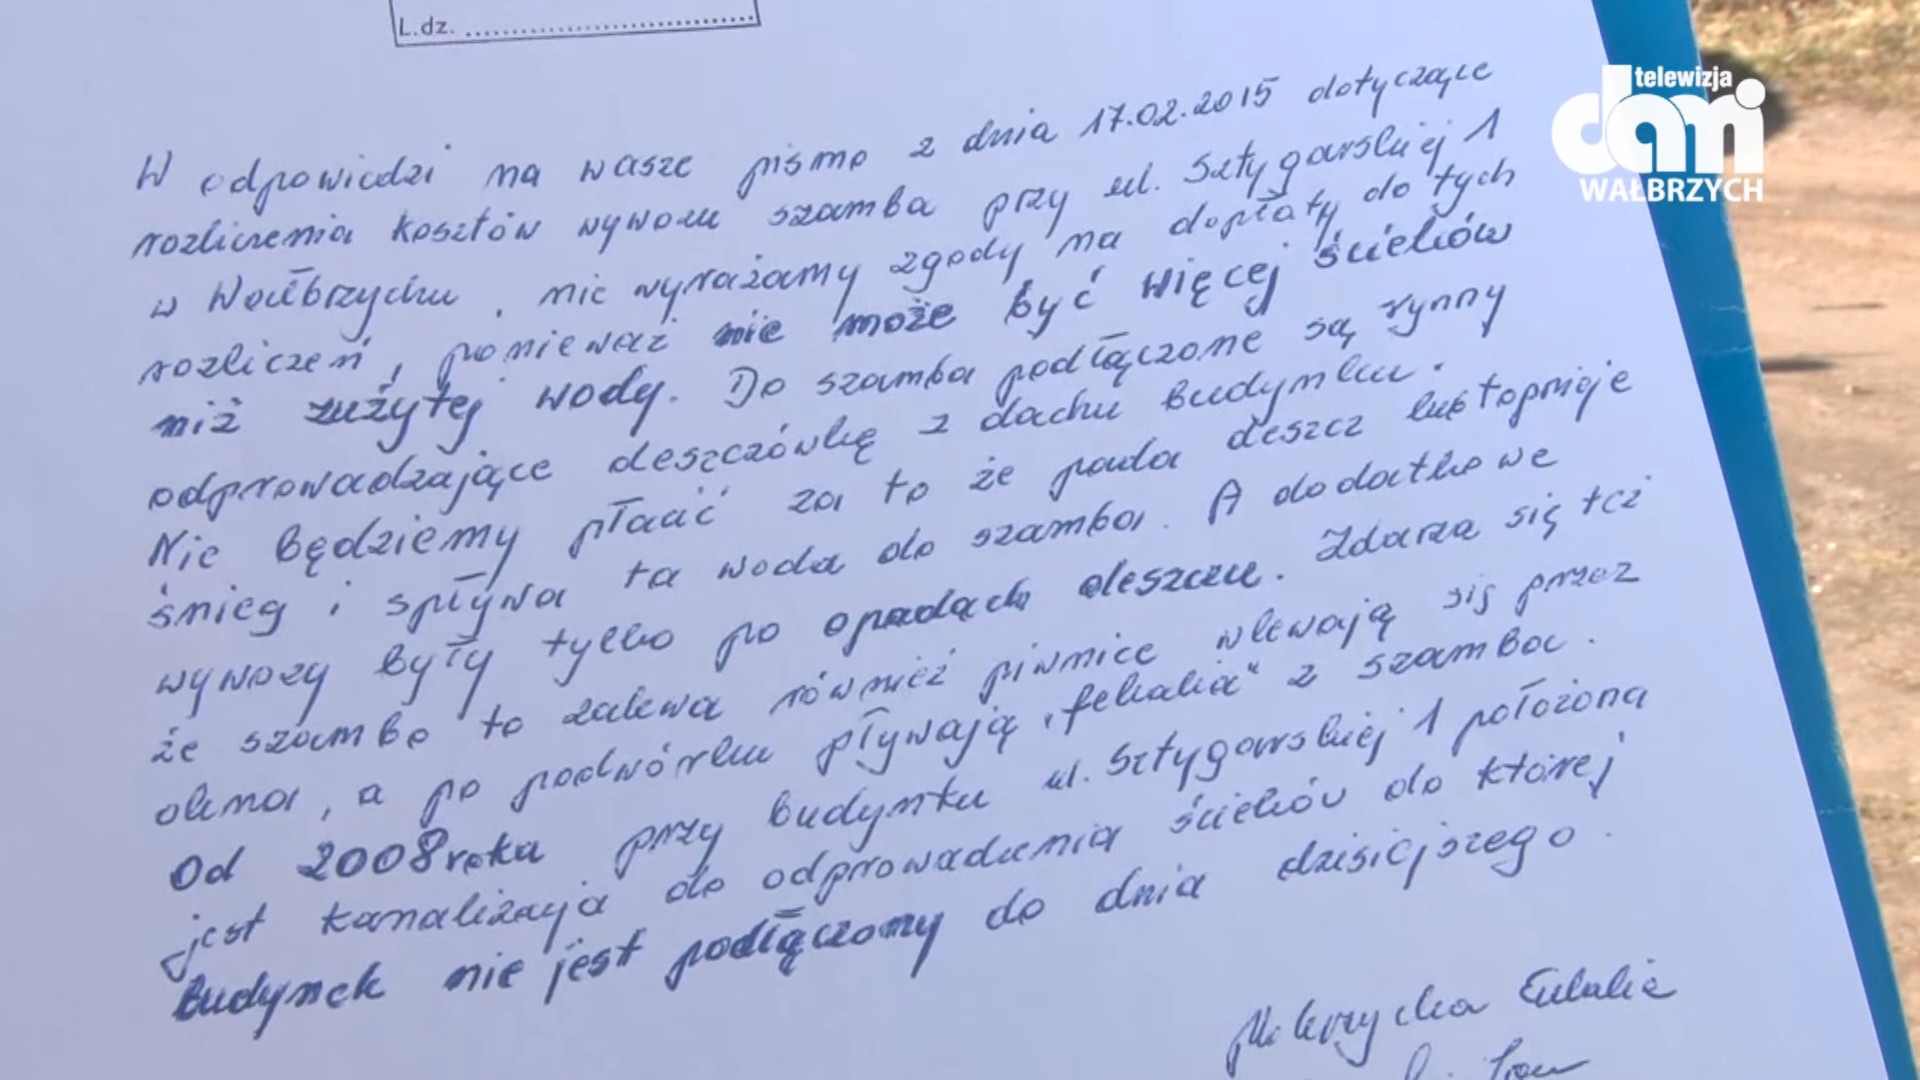 L.dz. ........................
telewizja
dami
WAŁBRZYCH
W odpowiedzi na wasze pismo z dnia 17.02.2015 dotyczące
rozliczenia kosztów wywozu szamba przy ul. Sztygarskiej 1
w Wałbrzychu, nie wyrażamy zgody na dopłaty do tych
rozliczeń, ponieważ nie może być więcej ścieków
niż zużytej wody. Do szamba podłączone są rynny
odprowadzające deszczówkę z dachu budynku.
Nie będziemy płacić za to że pada deszcz lub topnieje
śnieg i spływa ta woda do szamba. A dodatkowe
wywozy były tylko po opadach deszczu. Zdarza się też
że szambo to zalewa również piwnice wlewają się przez
okna, a po podwórku pływają „fekalia" z szamba.
Od 2008 roku przy budynku ul. Sztygarskiej 1 położona
jest kanalizacja do odprowadzenia ścieków do której
budynek nie jest podłączony do dnia dzisiejszego.
Eulalia